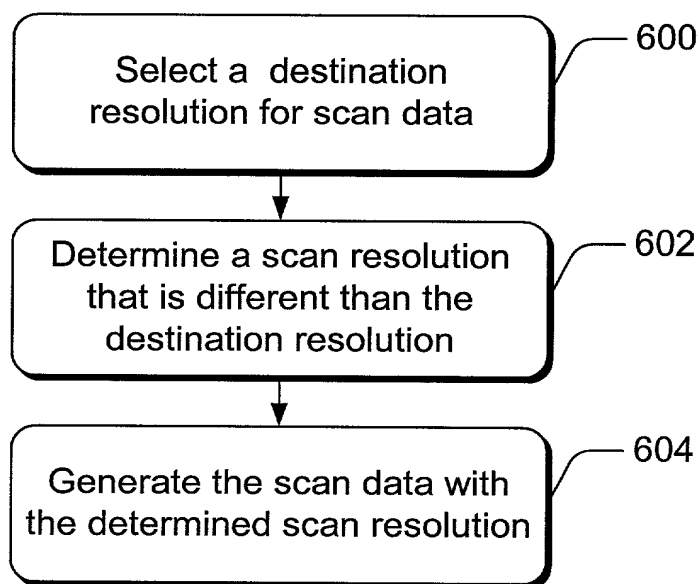 Select a destination
resolution for scan data
600
Determine a scan resolution
that is different than the
destination resolution
602
Generate the scan data with
the determined scan resolution
604